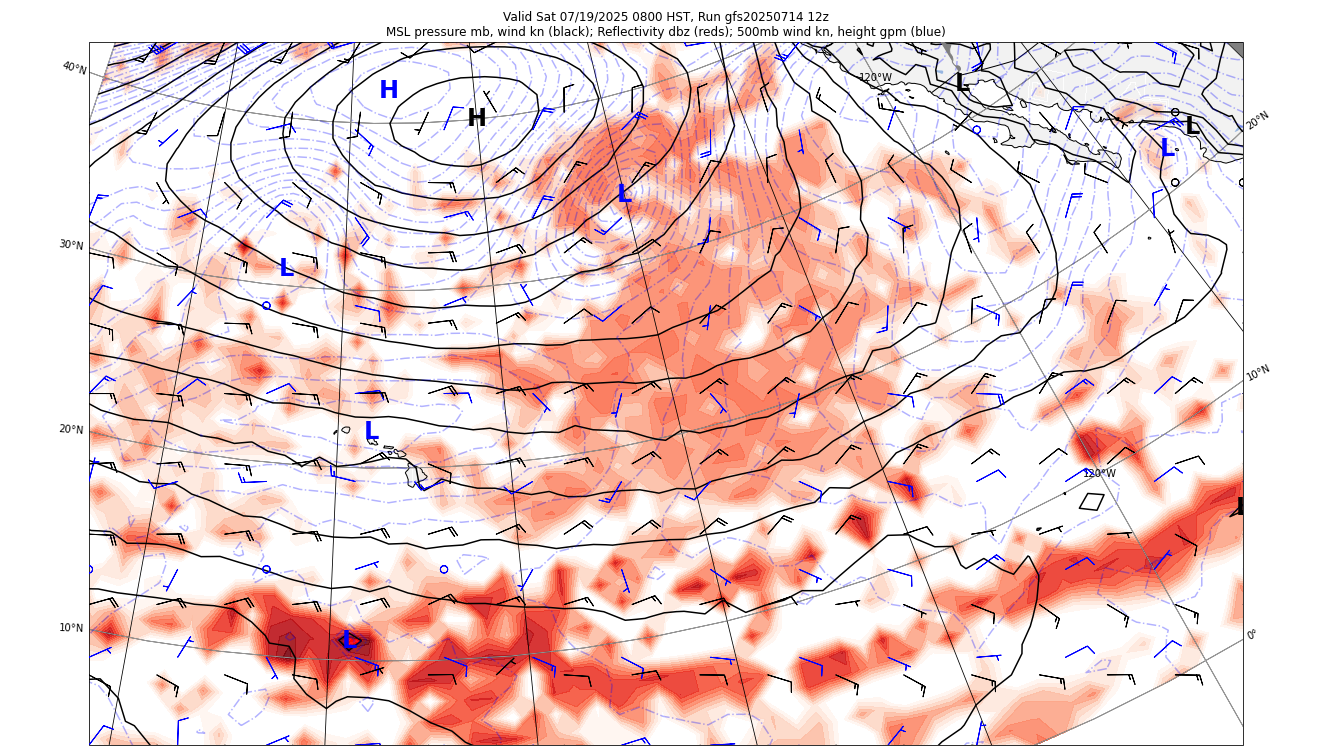 Valid Sat 07/19/2025 0800 HST, Run gfs20250714 12z
MSL pressure mb, wind kn (black); Reflectivity dbz (reds); 500mb wind kn, height gpm (blue)
40°N
120°W
20°N
H
H
L
L
L
L
30°N
L
10°N
20°N
L
120°W
10°N
L
0°